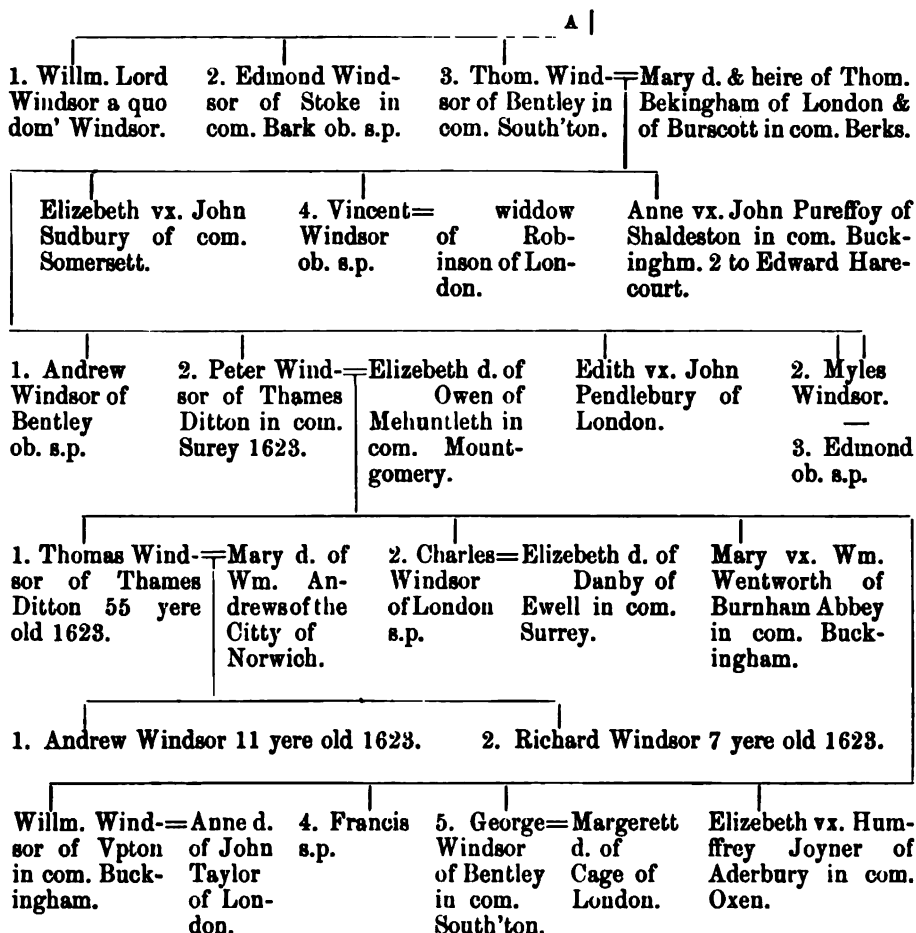 A
1. Willm. Lord
Windsor a quo
dom' Windsor.
2. Edmond Wind-
sor of Stoke in
com. Bark ob. s.p.
3. Thom. Wind-
sor of Bentley in
com. South'ton.
Mary d. & heire of Thom.
Bekingham of London &
of Burscott in com. Berks.
Elizebeth vx. John
Sudbury of com.
Somersett.
4. Vincent=
Windsor
ob. s.p.
widdow
of Rob-
inson of Lon-
don.
Anne vx. John Pureffoy of
Shaldeston in com. Buck-
inghm. 2 to Edward Hare-
court.
1. Andrew
Windsor of
Bentley
ob. s.p.
2. Peter Wind-
sor of Thames
Ditton in com.
Surey 1623.
Elizebeth d. of
Owen of
Mehuntleth in
com. Mount-
gomery.
Edith vx. John
Pendlebury of
London.
2. Myles
Windsor.
—
3. Edmond
ob. s.p.
1. Thomas Wind-
sor of Thames
Ditton 55 yere
old 1623.
Mary d. of
Wm. An-
drews of the
Citty of
Norwich.
2. Charles=
Windsor
of London
s.p.
Elizebeth d. of
Danby of
Ewell in com.
Surrey.
Mary vx. Wm.
Wentworth of
Burnham Abbey
in com. Buck-
ingham.
1. Andrew Windsor 11 yere old 1623.
2. Richard Windsor 7 yere old 1623.
Willm. Wind-=
sor of Vpton
in com. Buck-
ingham.
Anne d.
of John
Taylor
of Lon-
don.
4. Francis
s.p.
5. George=
Windsor
of Bentley
in com.
South'ton.
Margerett
d. of
Cage of
London.
Elizebeth vx. Hum-
ffrey Joyner of
Aderbury in com.
Oxen.